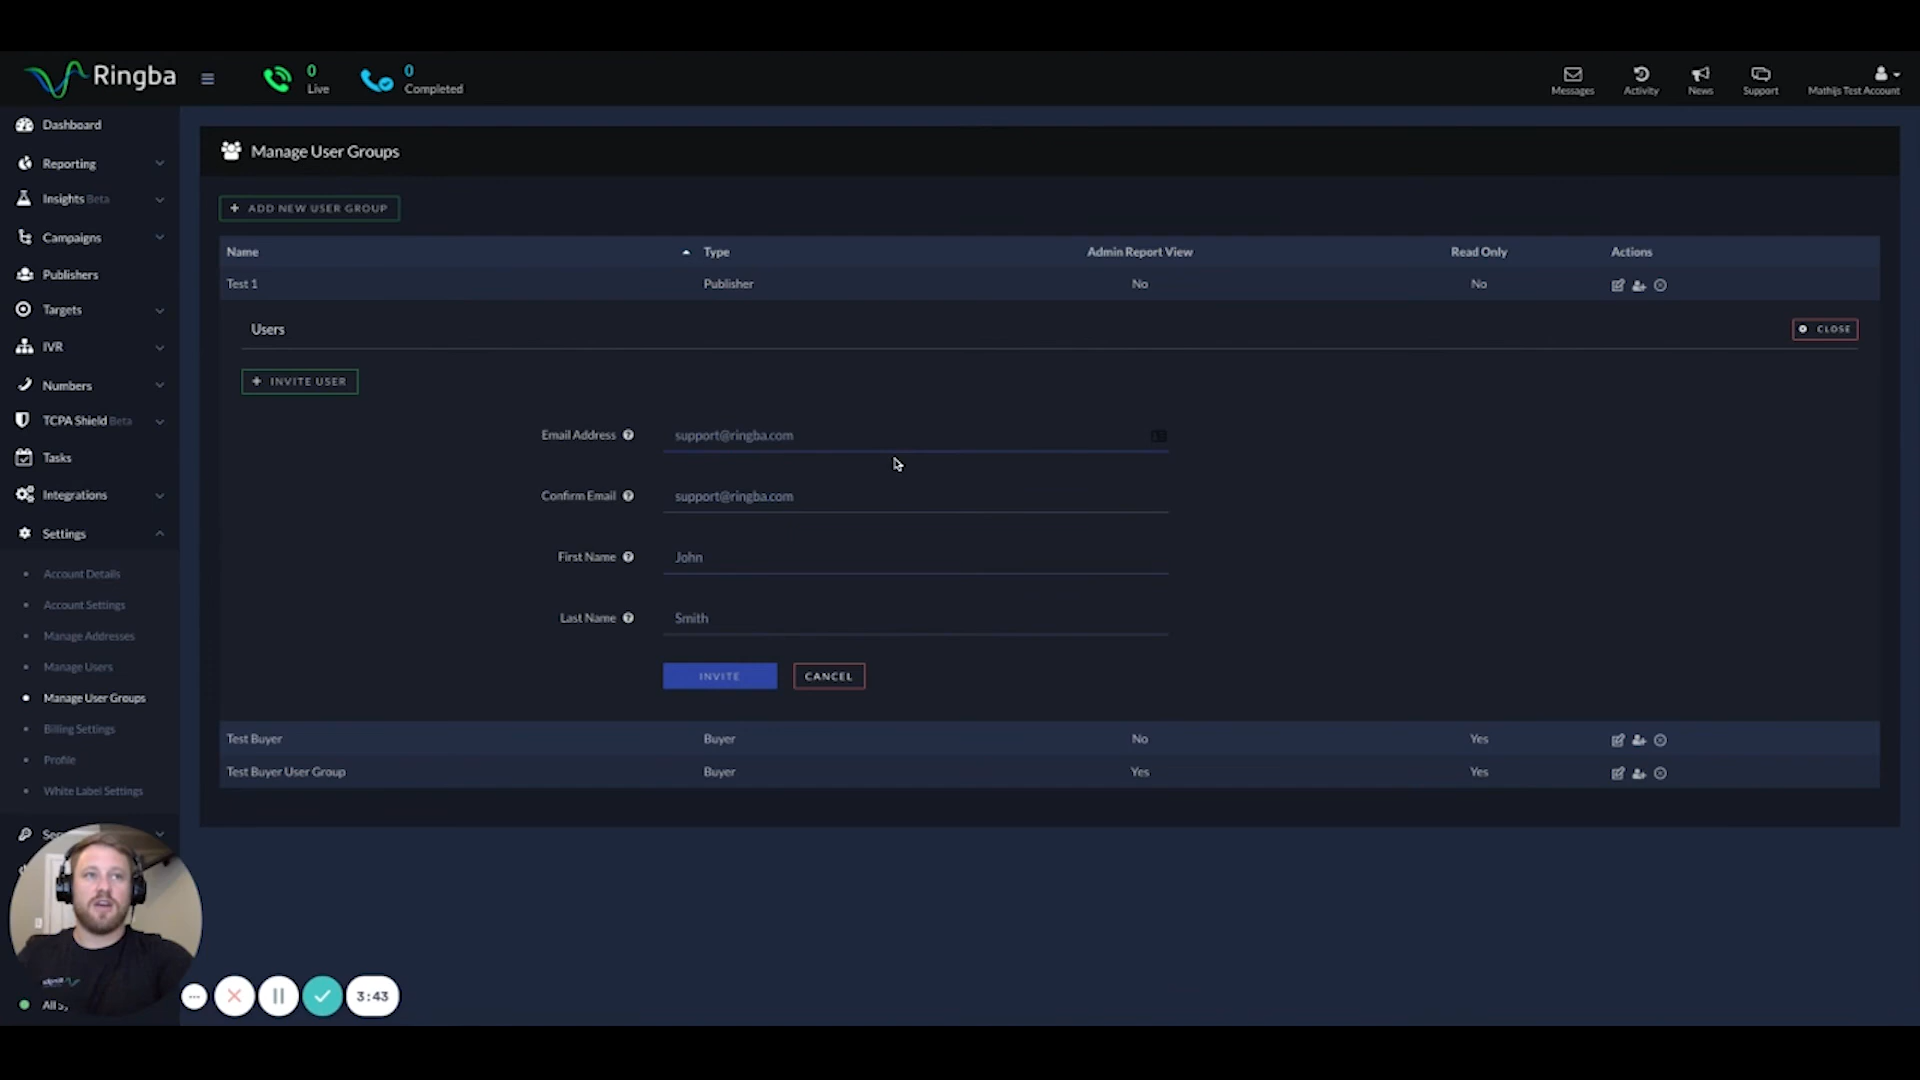 Ringba
0
Live
0
Completed
Messages
Activity
News
Support
Mathijs Test Account
Dashboard
Reporting
Insights Beta
Campaigns
Publishers
Targets
IVR
Numbers
TCPA Shield Beta
Tasks
Integrations
Settings
Account Details
Account Settings
Manage Addresses
Manage Users
Manage User Groups
Billing Settings
Profile
White Label Settings
Manage User Groups
+ ADD NEW USER GROUP
Name Type Admin Report View Read Only Actions
Test 1 Publisher No No
Users
CLOSE
+ INVITE USER
Email Address support@ringba.com
Confirm Email support@ringba.com
First Name John
Last Name Smith
INVITE CANCEL
Test Buyer Buyer No Yes
Test Buyer User Group Buyer Yes Yes
All
3:43